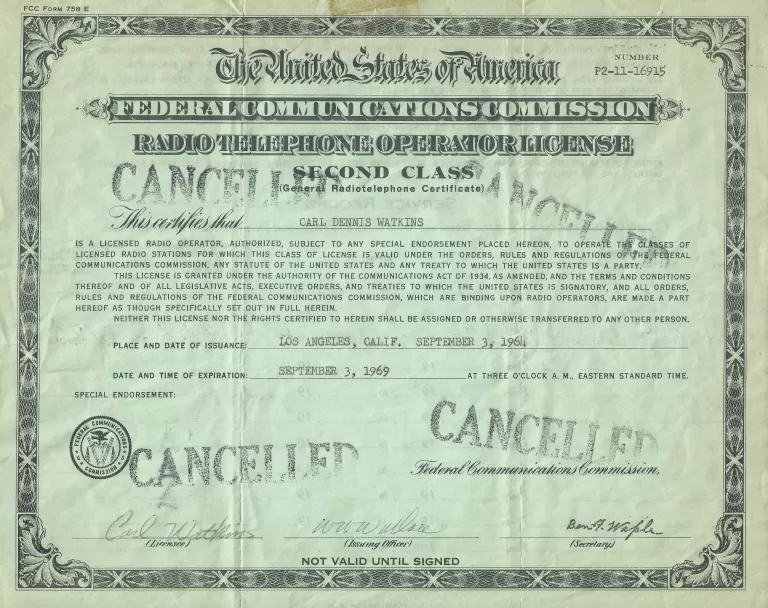 FCC FORM 758 E
The United States of America
NUMBER
P2-11-16915
FEDERAL COMMUNICATIONS COMMISSION
RADIO TELEPHONE OPERATOR LICENSE
SECOND CLASS
(General Radiotelephone Certificate)
CANCELLED
CANCELLED
This certifies that CARL DENNIS WATKINS
IS A LICENSED RADIO OPERATOR, AUTHORIZED, SUBJECT TO ANY SPECIAL ENDORSEMENT PLACED HEREON, TO OPERATE THE CLASSES OF
LICENSED RADIO STATIONS FOR WHICH THIS CLASS OF LICENSE IS VALID UNDER THE ORDERS, RULES AND REGULATIONS OF THE FEDERAL
COMMUNICATIONS COMMISSION, ANY STATUTE OF THE UNITED STATES AND ANY TREATY TO WHICH THE UNITED STATES IS A PARTY.
THIS LICENSE IS GRANTED UNDER THE AUTHORITY OF THE COMMUNICATIONS ACT OF 1934, AS AMENDED, AND THE TERMS AND CONDITIONS
THEREOF AND OF ALL LEGISLATIVE ACTS, EXECUTIVE ORDERS, AND TREATIES TO WHICH THE UNITED STATES IS SIGNATORY, AND ALL ORDERS,
RULES AND REGULATIONS OF THE FEDERAL COMMUNICATIONS COMMISSION, WHICH ARE BINDING UPON RADIO OPERATORS, ARE MADE A PART
HEREOF AS THOUGH SPECIFICALLY SET OUT IN FULL HEREIN.
NEITHER THIS LICENSE NOR THE RIGHTS CERTIFIED TO HEREIN SHALL BE ASSIGNED OR OTHERWISE TRANSFERRED TO ANY OTHER PERSON.
PLACE AND DATE OF ISSUANCE: LOS ANGELES, CALIF. SEPTEMBER 3, 1964
DATE AND TIME OF EXPIRATION: SEPTEMBER 3, 1969 AT THREE O'CLOCK A. M., EASTERN STANDARD TIME.
SPECIAL ENDORSEMENT:
FEDERAL COMMUNICATIONS COMMISSION
CANCELLED
CANCELLED
Federal Communications Commission,
Carl Watkins
Ben F. Waple
(Licensee) (Issuing Officer) (Secretary)
NOT VALID UNTIL SIGNED